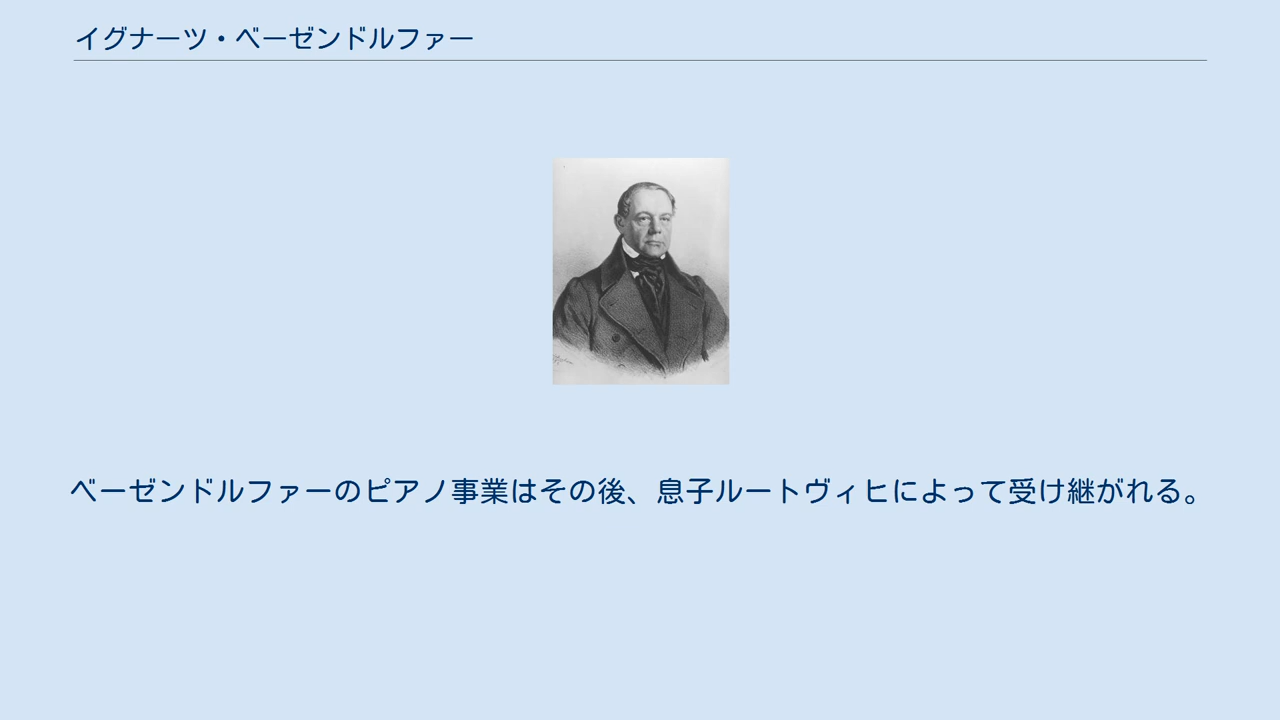 イグナーツ・ベーゼンドルファー
ベーゼンドルファーのピアノ事業はその後、息子ルートヴィヒによって受け継がれる。